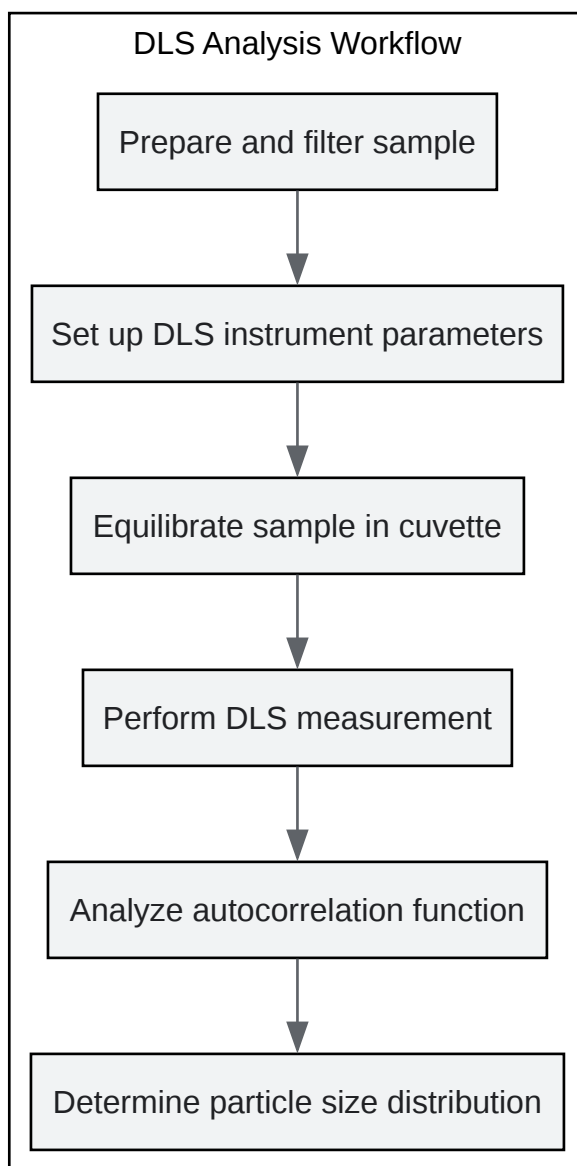 DLS Analysis Workflow
Prepare and filter sample
Set up DLS instrument parameters
Equilibrate sample in cuvette
Perform DLS measurement
Analyze autocorrelation function
Determine particle size distribution